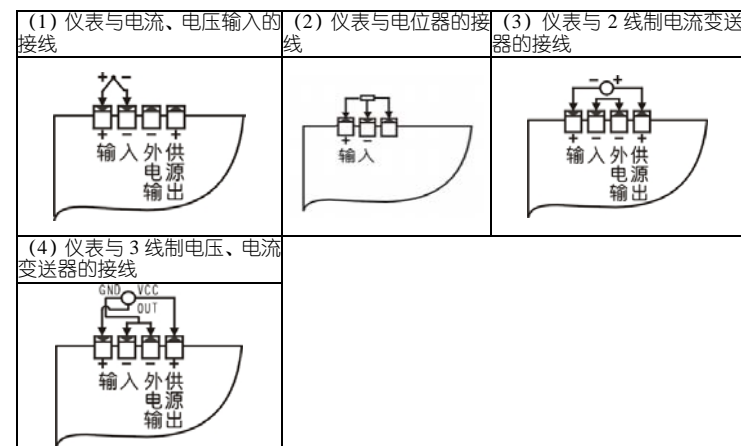 (1) 仪表与电流、电压输入的
接线
+ -
+ - - +
输入 外供
电源
输出
(2) 仪表与电位器的接
线
+ -
输入
(3) 仪表与 2 线制电流变送
器的接线
- +
+ - - +
输入 外供
电源
输出
(4) 仪表与 3 线制电压、电流
变送器的接线
GND VCC
OUT
+ - - +
输入 外供
电源
输出